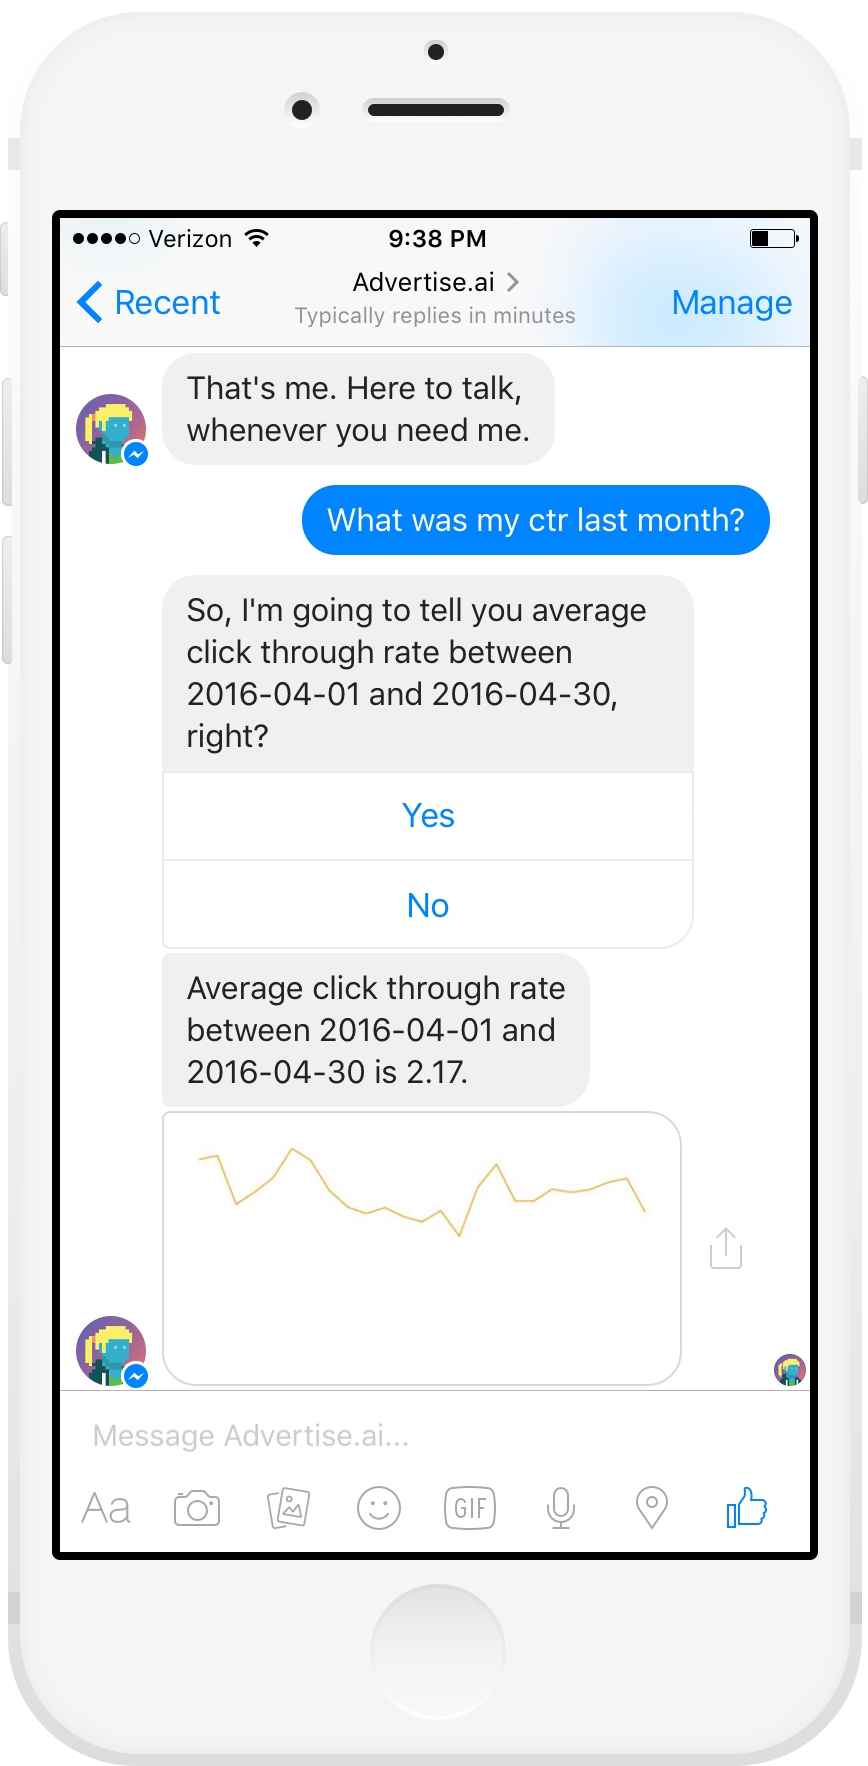 Verizon 9:38 PM
Recent
Advertise.ai
Typically replies in minutes
Manage
That's me. Here to talk,
whenever you need me.
What was my ctr last month?
So, I'm going to tell you average
click through rate between
2016-04-01 and 2016-04-30,
right?
Yes
No
Average click through rate
between 2016-04-01 and
2016-04-30 is 2.17.
Message Advertise.ai...
Aa
GIF